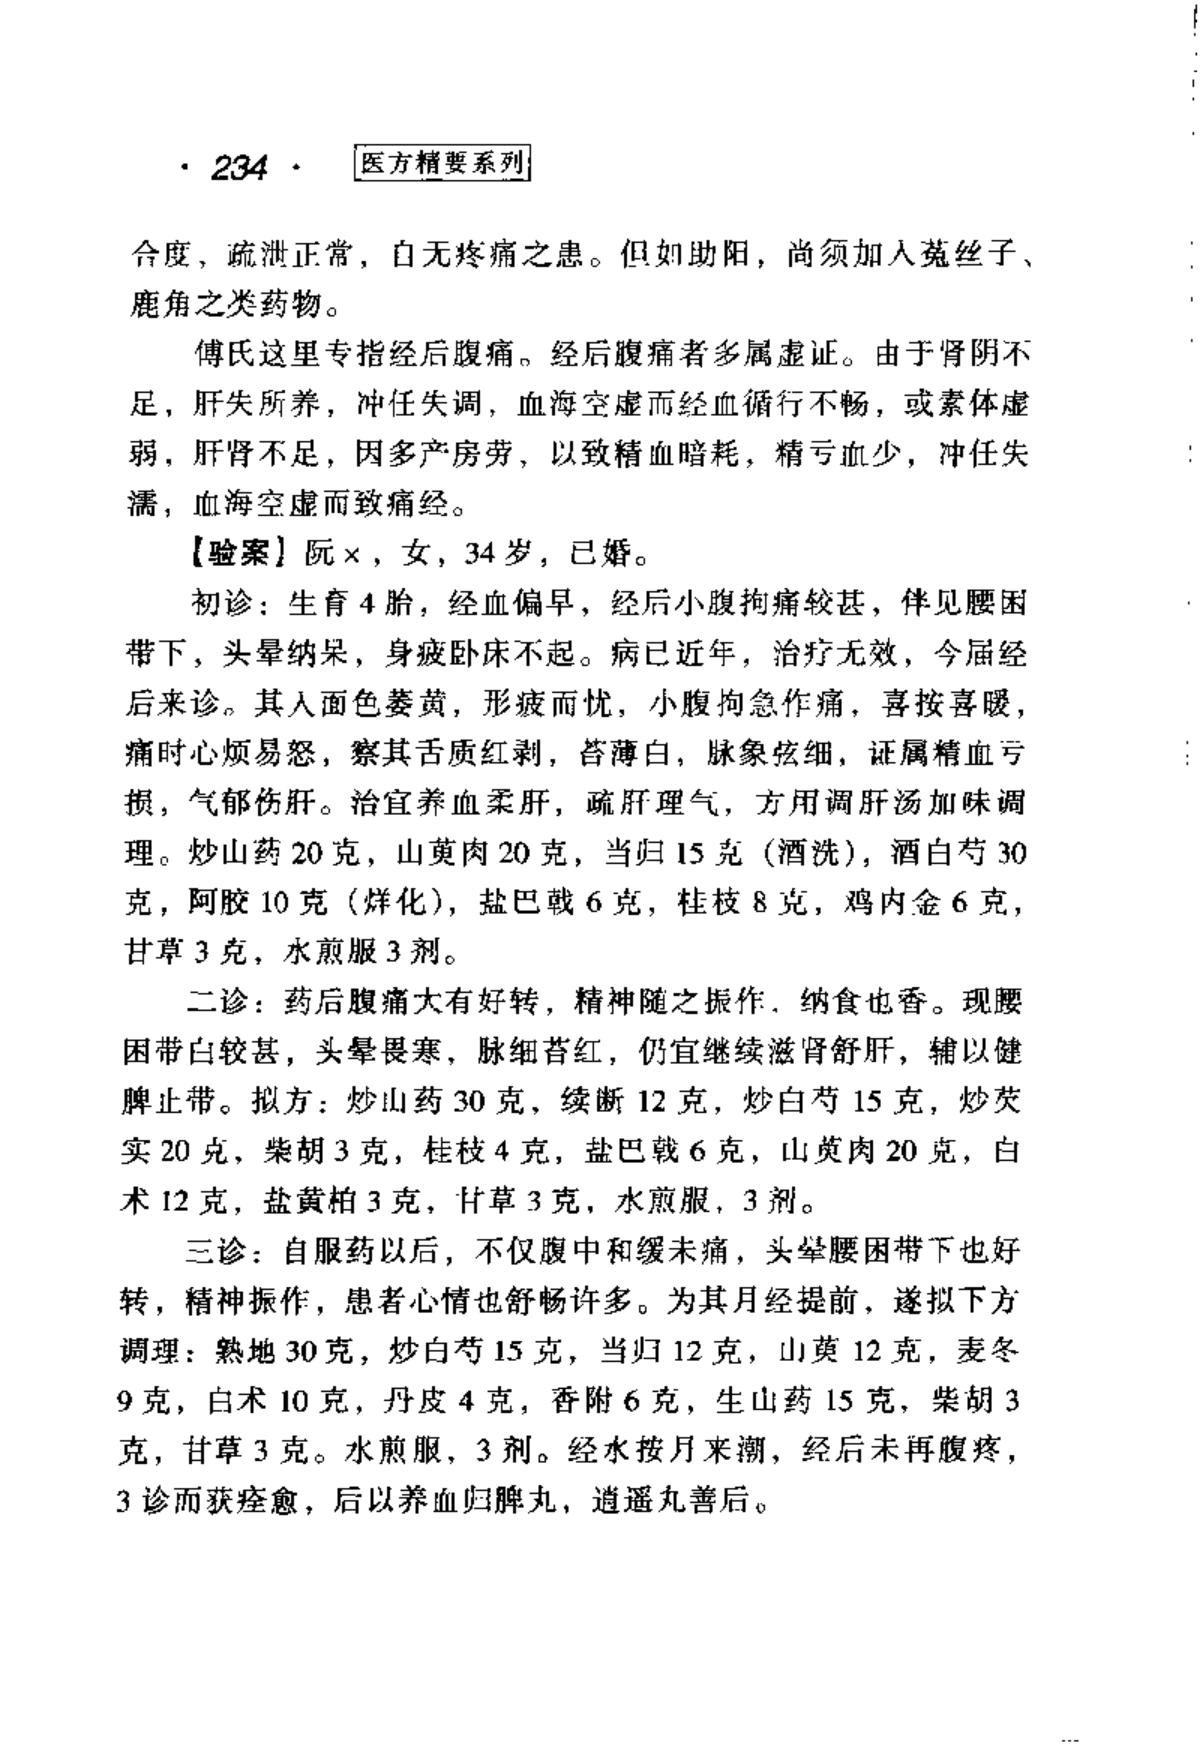 · 234 · 医方精要系列
合度，疏泄正常，自无疼痛之患。但如助阳，尚须加入菟丝子、
鹿角之类药物。
傅氏这里专指经后腹痛。经后腹痛者多属虚证。由于肾阴不
足，肝失所养，冲任失调，血海空虚而经血循行不畅，或素体虚
弱，肝肾不足，因多产房劳，以致精血暗耗，精亏血少，冲任失
濡，血海空虚而致痛经。
【验案】阮×，女，34岁，已婚。
初诊：生育4胎，经血偏早，经后小腹拘痛较甚，伴见腰困
带下，头晕纳呆，身疲卧床不起。病已近年，治疗无效，今届经
后来诊。其人面色萎黄，形疲而忧，小腹拘急作痛，喜按喜暖，
痛时心烦易怒，察其舌质红剥，苔薄白，脉象弦细，证属精血亏
损，气郁伤肝。治宜养血柔肝，疏肝理气，方用调肝汤加味调
理。炒山药20克，山萸肉20克，当归15克（酒洗），酒白芍30
克，阿胶10克（烊化），盐巴戟6克，桂枝8克，鸡内金6克，
甘草3克，水煎服3剂。
二诊：药后腹痛大有好转，精神随之振作，纳食也香。现腰
困带白较甚，头晕畏寒，脉细苔红，仍宜继续滋肾舒肝，辅以健
脾止带。拟方：炒山药30克，续断12克，炒白芍15克，炒芡
实20克，柴胡3克，桂枝4克，盐巴戟6克，山萸肉20克，白
术12克，盐黄柏3克，甘草3克，水煎服，3剂。
三诊：自服药以后，不仅腹中和缓未痛，头晕腰困带下也好
转，精神振作，患者心情也舒畅许多。为其月经提前，遂拟下方
调理：熟地30克，炒白芍15克，当归12克，山萸12克，麦冬
9克，白术10克，丹皮4克，香附6克，生山药15克，柴胡3
克，甘草3克。水煎服，3剂。经水按月来潮，经后未再腹疼，
3诊而获痊愈，后以养血归脾丸，逍遥丸善后。